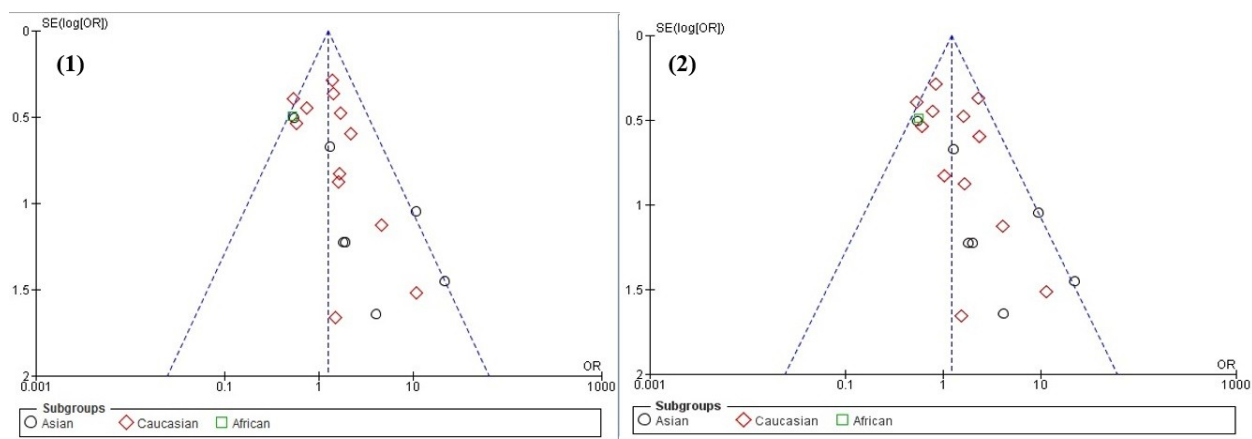 SE(log[OR])
(1)
0
0.5
1
1.5
2
0.001
0.1
1
10
1000
OR
Subgroups
Asian
Caucasian
African
SE(log[OR])
(2)
0
0.5
1
1.5
2
0.001
0.1
1
10
1000
OR
Subgroups
Asian
Caucasian
African